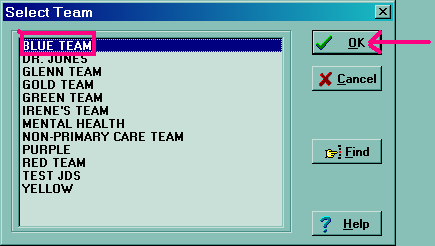 Select Team
BLUE TEAM
DR. JONES
GLENN TEAM
GOLD TEAM
GREEN TEAM
IRENE'S TEAM
MENTAL HEALTH
NON-PRIMARY CARE TEAM
PURPLE
RED TEAM
TEST JDS
YELLOW
OK
Cancel
Find
Help